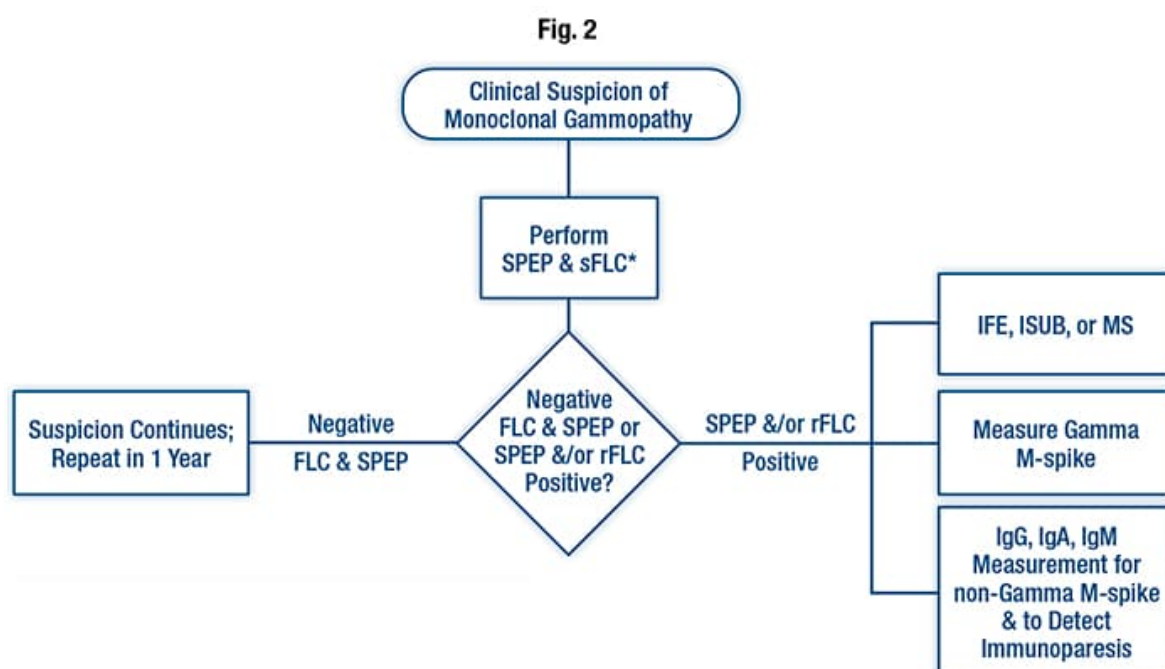 Fig. 2
Clinical Suspicion of
Monoclonal Gammopathy
Perform
SPEP & sFLC*
Negative
FLC & SPEP or
SPEP &/or rFLC
Positive?
Negative
FLC & SPEP
Suspicion Continues;
Repeat in 1 Year
SPEP &/or rFLC
Positive
IFE, ISUB, or MS
Measure Gamma
M-spike
IgG, IgA, IgM
Measurement for
non-Gamma M-spike
& to Detect
Immunoparesis